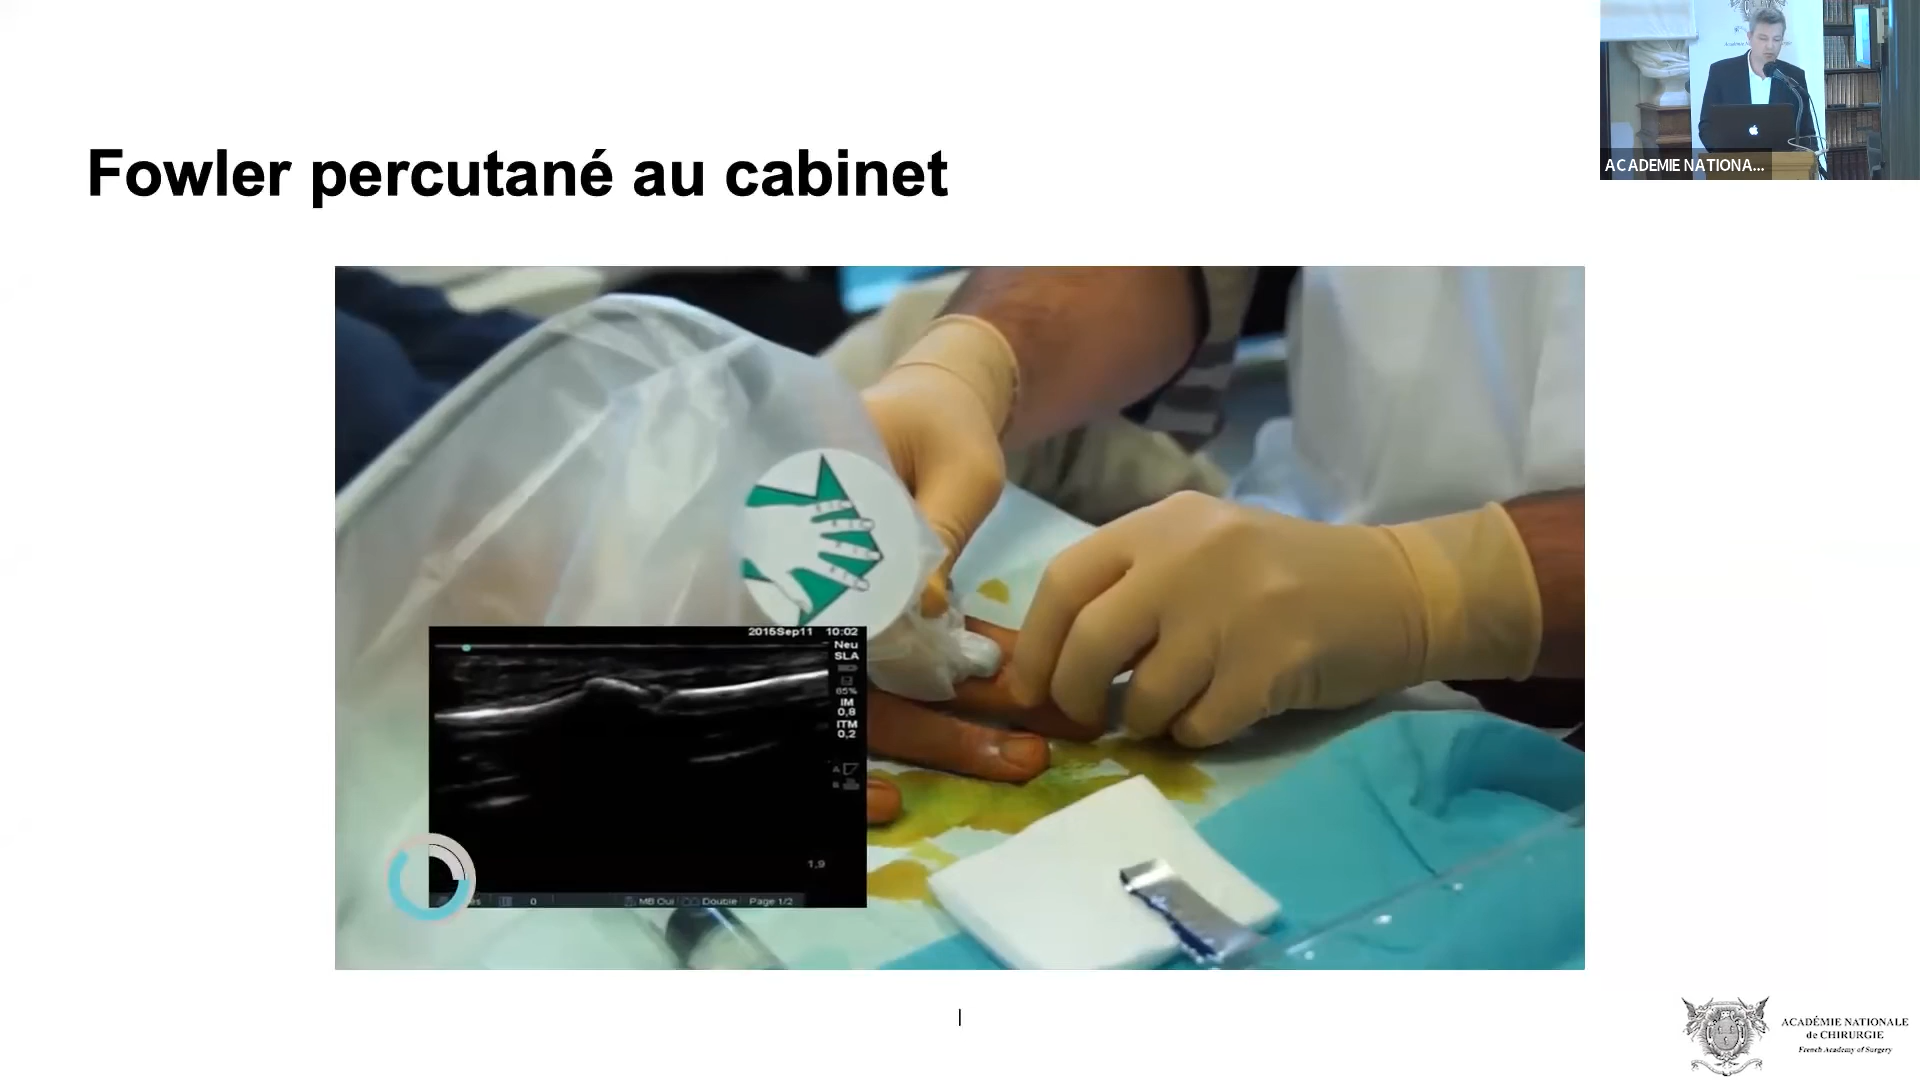 Fowler percutané au cabinet
ACADEMIE NATIONA...
2015Sep11 10:02
Neu
SLA
65%
IM
0,8
ITM
0,2
A
B
1,9
es 0 MB Oui Double Page 1/2
ACADÉMIE NATIONALE
de CHIRURGIE
French Academy of Surgery